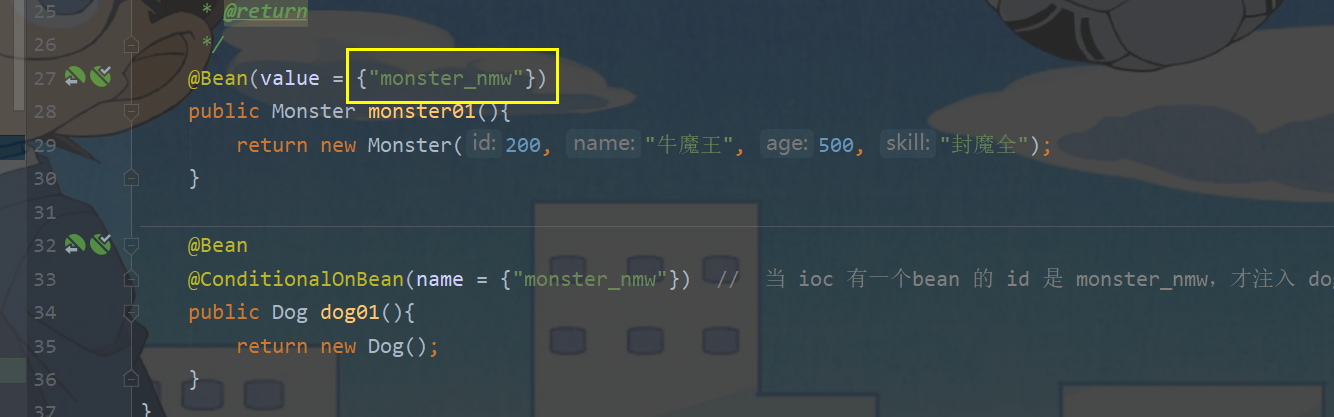 25 * @return
26 */
27 @Bean(value = {"monster_nmw"})
28 public Monster monster01(){
29 return new Monster( id: 200, name: "牛魔王", age: 500, skill: "封魔全");
30 }
31
32 @Bean
33 @ConditionalOnBean(name = {"monster_nmw"}) // 当 ioc 有一个bean 的 id 是 monster_nmw，才注入 dog
34 public Dog dog01(){
35 return new Dog();
36 }
37 }